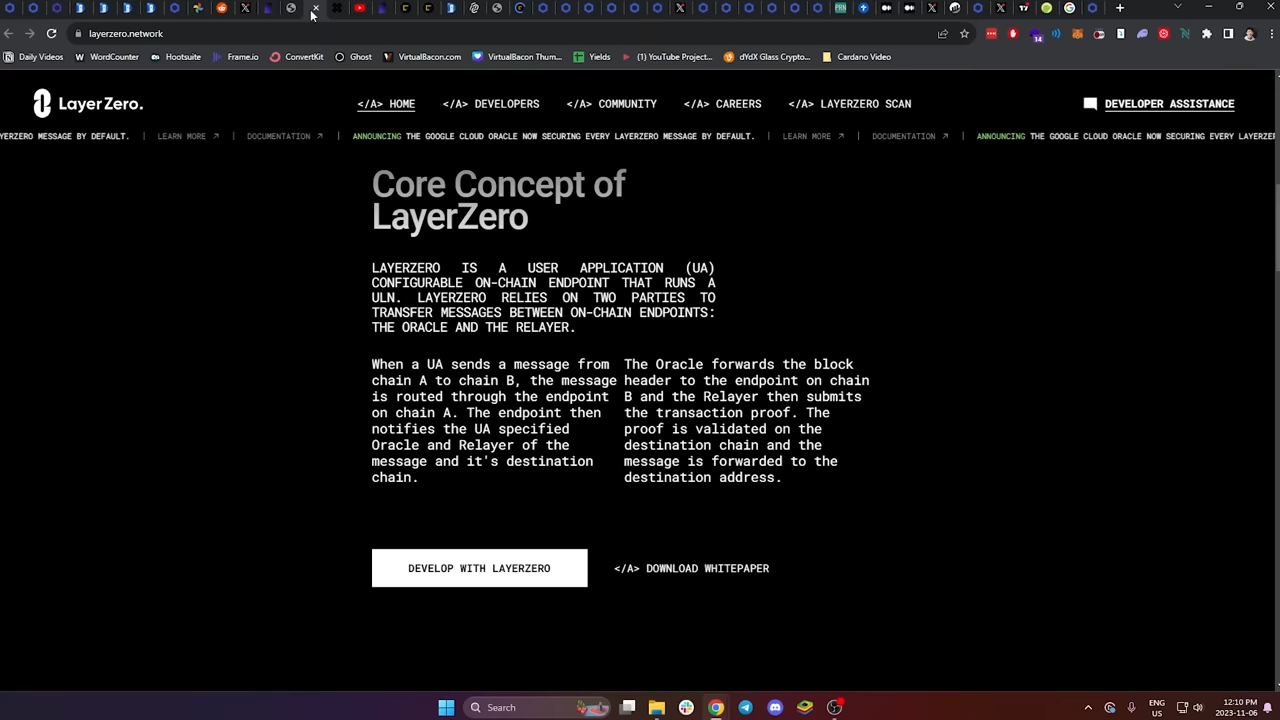 layerzero.network
Daily Videos
WordCounter
Hootsuite
Frame.io
ConvertKit
Ghost
VirtualBacon.com
VirtualBacon Thum...
Yields
(1) YouTube Project...
dYdX Glass Crypto...
Cardano Video
LayerZero.
</A> HOME
</A> DEVELOPERS
</A> COMMUNITY
</A> CAREERS
</A> LAYERZERO SCAN
DEVELOPER ASSISTANCE
AYERZERO MESSAGE BY DEFAULT. | LEARN MORE ↗ | DOCUMENTATION ↗ | ANNOUNCING THE GOOGLE CLOUD ORACLE NOW SECURING EVERY LAYERZERO MESSAGE BY DEFAULT. | LEARN MORE ↗ | DOCUMENTATION ↗ | ANNOUNCING THE GOOGLE CLOUD ORACLE NOW SECURING EVERY LAYERZER
Core Concept of
LayerZero
LAYERZERO IS A USER APPLICATION (UA)
CONFIGURABLE ON-CHAIN ENDPOINT THAT RUNS A
ULN. LAYERZERO RELIES ON TWO PARTIES TO
TRANSFER MESSAGES BETWEEN ON-CHAIN ENDPOINTS:
THE ORACLE AND THE RELAYER.
When a UA sends a message from
chain A to chain B, the message
is routed through the endpoint
on chain A. The endpoint then
notifies the UA specified
Oracle and Relayer of the
message and it's destination
chain.
The Oracle forwards the block
header to the endpoint on chain
B and the Relayer then submits
the transaction proof. The
proof is validated on the
destination chain and the
message is forwarded to the
destination address.
DEVELOP WITH LAYERZERO
</A> DOWNLOAD WHITEPAPER
Search
ENG
US
12:10 PM
2023-11-06